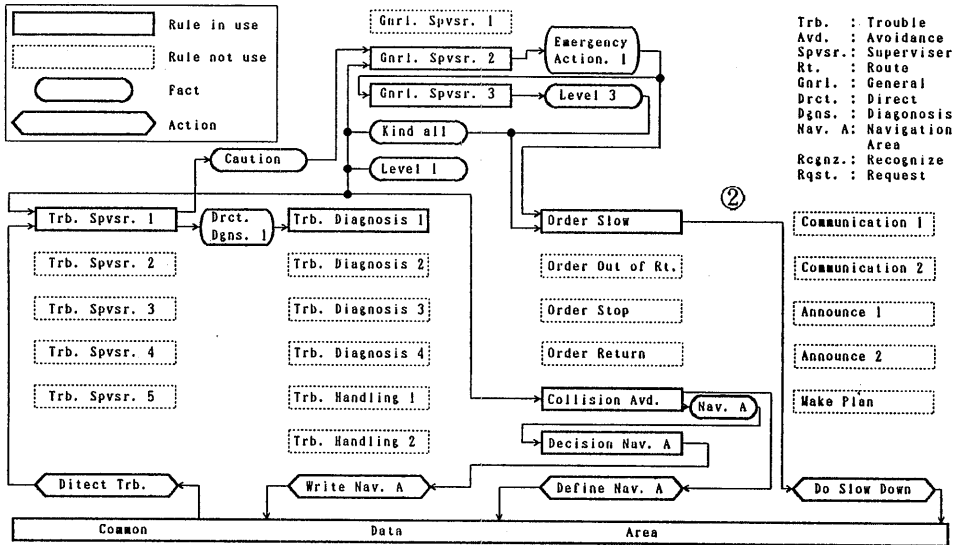 Rule in use
Rule not use
Fact
Action
Gnrl. Spvsr. 1
Gnrl. Spvsr. 2
Emergency
Action. 1
Gnrl. Spvsr. 3
Level 3
Kind all
Caution
Level 1
Trb. : Trouble
Avd. : Avoidance
Spvsr.: Superviser
Rt. : Route
Gnrl. : General
Drct. : Direct
Dgns. : Diagonosis
Nav. A: Navigation
Area
Rcgnz.: Recognize
Rqst. : Request
②
Trb. Spvsr. 1
Drct.
Dgns. 1
Trb. Diagnosis 1
Order Slow
Communication 1
Trb. Spvsr. 2
Trb. Diagnosis 2
Order Out of Rt.
Communication 2
Trb. Spvsr. 3
Trb. Diagnosis 3
Order Stop
Announce 1
Trb. Spvsr. 4
Trb. Diagnosis 4
Order Return
Announce 2
Trb. Spvsr. 5
Trb. Handling 1
Collision Avd.
Nav. A
Make Plan
Trb. Handling 2
Decision Nav. A
Ditect Trb.
Write Nav. A
Define Nav. A
Do Slow Down
Common Data Area